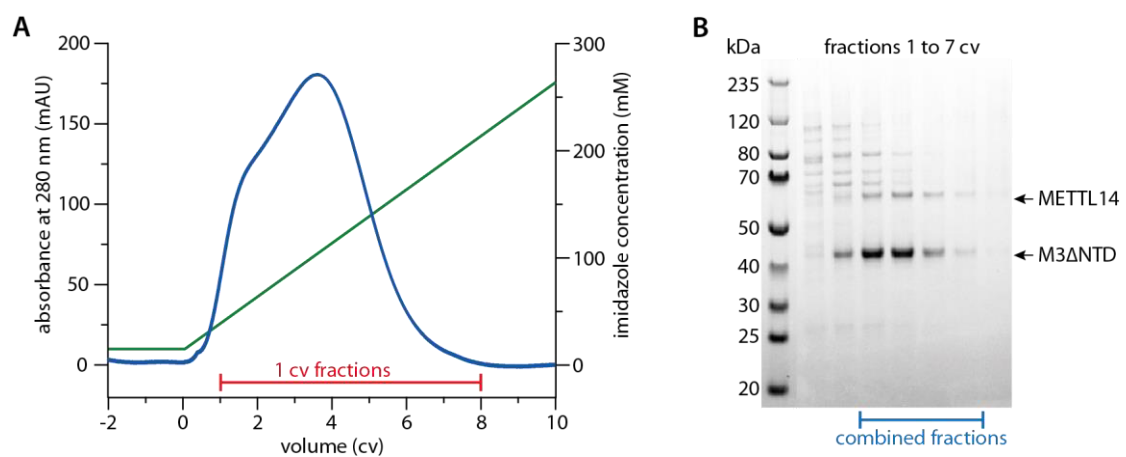 A
200
150
100
50
0
absorbance at 280 nm (mAU)
300
200
100
0
imidazole concentration (mM)
1 cv fractions
-2 0 2 4 6 8 10
volume (cv)
B
kDa fractions 1 to 7 cv
235
120
80
70
METTL14
50
M3ΔNTD
40
30
25
20
combined fractions